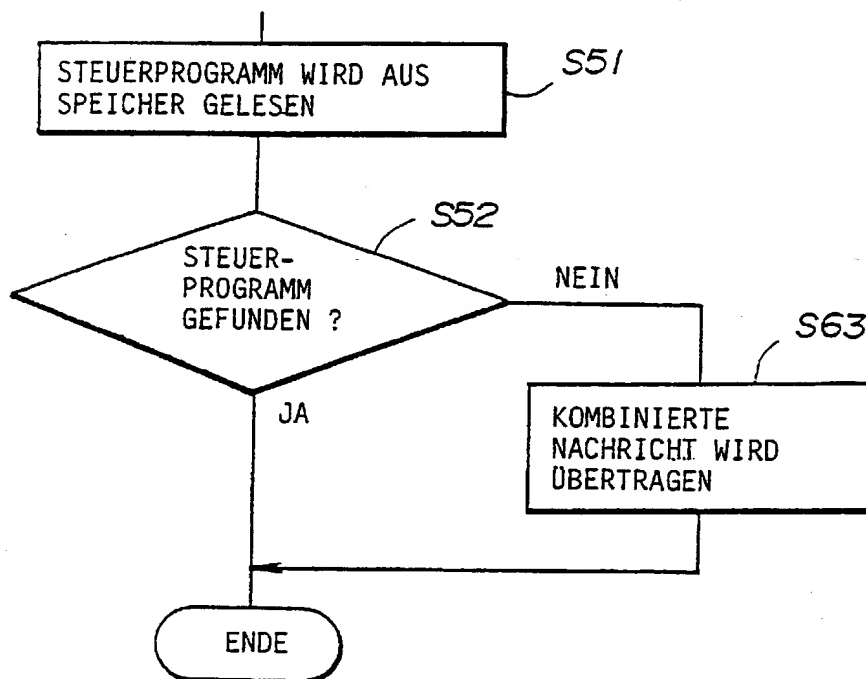 STEUERPROGRAMM WIRD AUS
SPEICHER GELESEN
S51
S52
STEUER-
PROGRAMM
GEFUNDEN ?
NEIN
S63
JA
KOMBINIERTE
NACHRICHT WIRD
ÜBERTRAGEN
ENDE